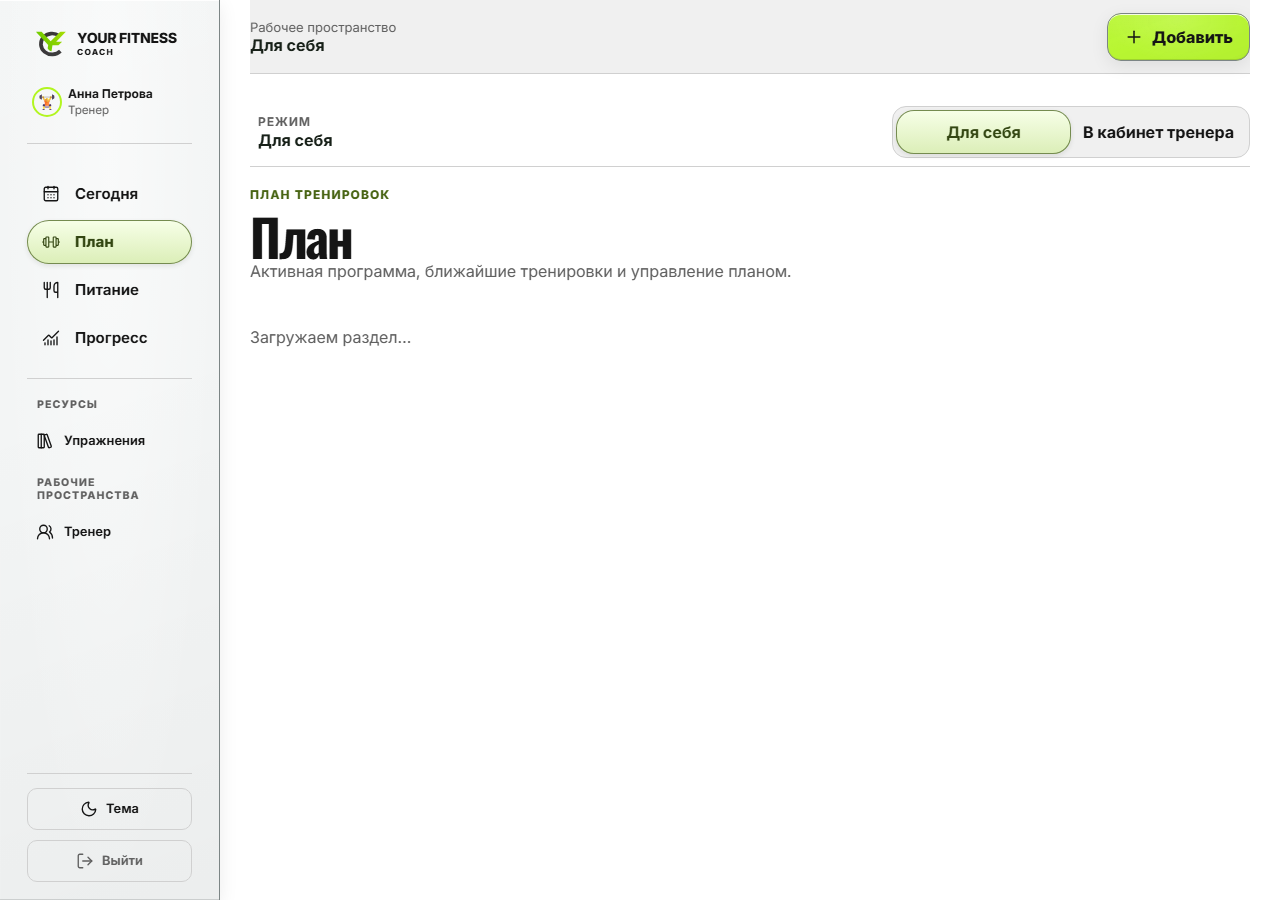 YOUR FITNESS
COACH
Анна Петрова
Тренер
Сегодня
План
Питание
Прогресс
РЕСУРСЫ
Упражнения
РАБОЧИЕ
ПРОСТРАНСТВА
Тренер
Тема
Выйти
Рабочее пространство
Для себя
Добавить
РЕЖИМ
Для себя
Для себя
В кабинет тренера
ПЛАН ТРЕНИРОВОК
План
Активная программа, ближайшие тренировки и управление планом.
Загружаем раздел...